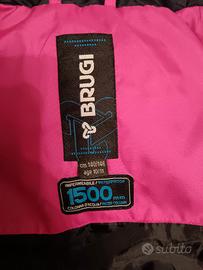 BRUGI
cm 140/146
age 10/11
IMPERMEABILE / WATERPROOF
1500 mm
COLONNA D'ACQUA / WATER COLUMN
subito